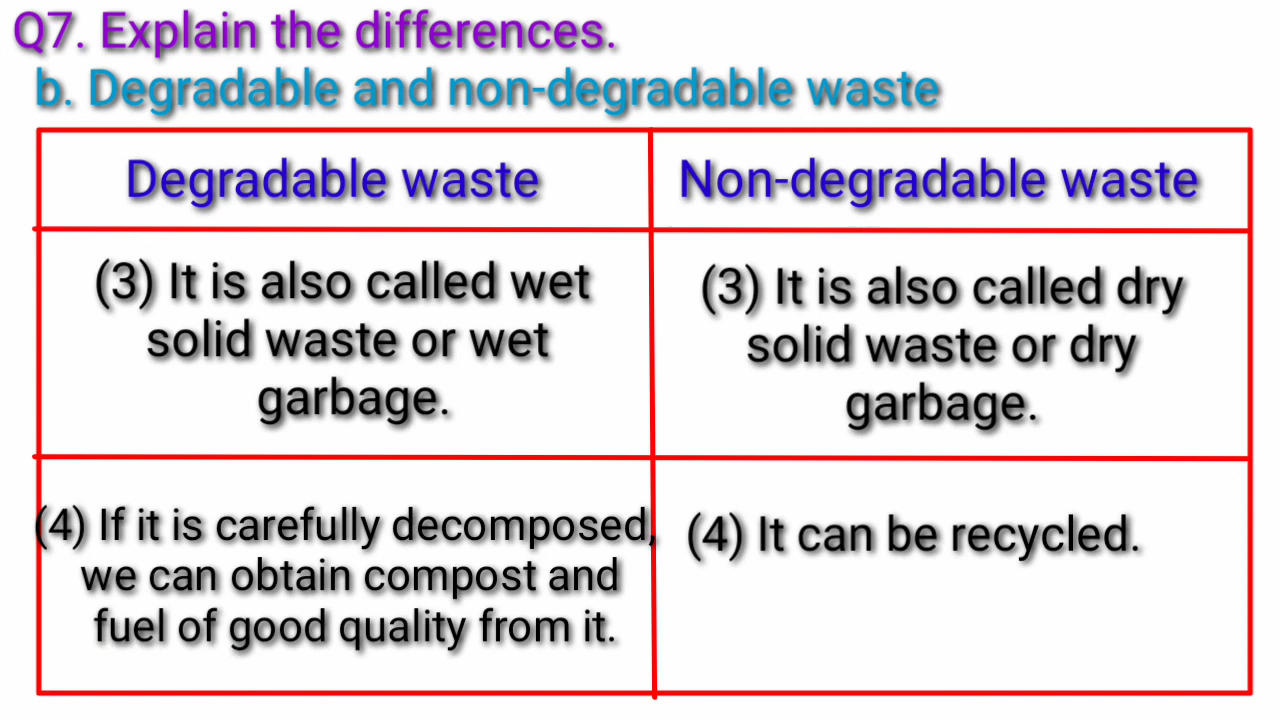 Q7. Explain the differences.
b. Degradable and non-degradable waste
Degradable waste
Non-degradable waste
(3) It is also called wet
solid waste or wet
garbage.
(3) It is also called dry
solid waste or dry
garbage.
(4) If it is carefully decomposed,
we can obtain compost and
fuel of good quality from it.
(4) It can be recycled.